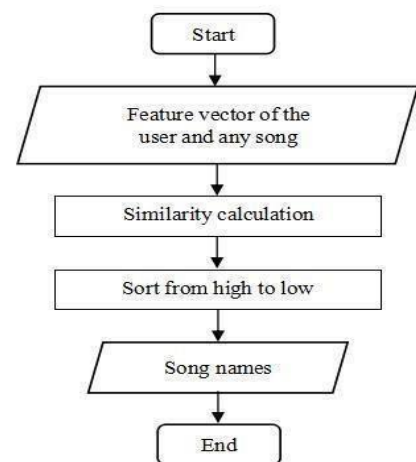 Start
Feature vector of the
user and any song
Similarity calculation
Sort from high to low
Song names
End